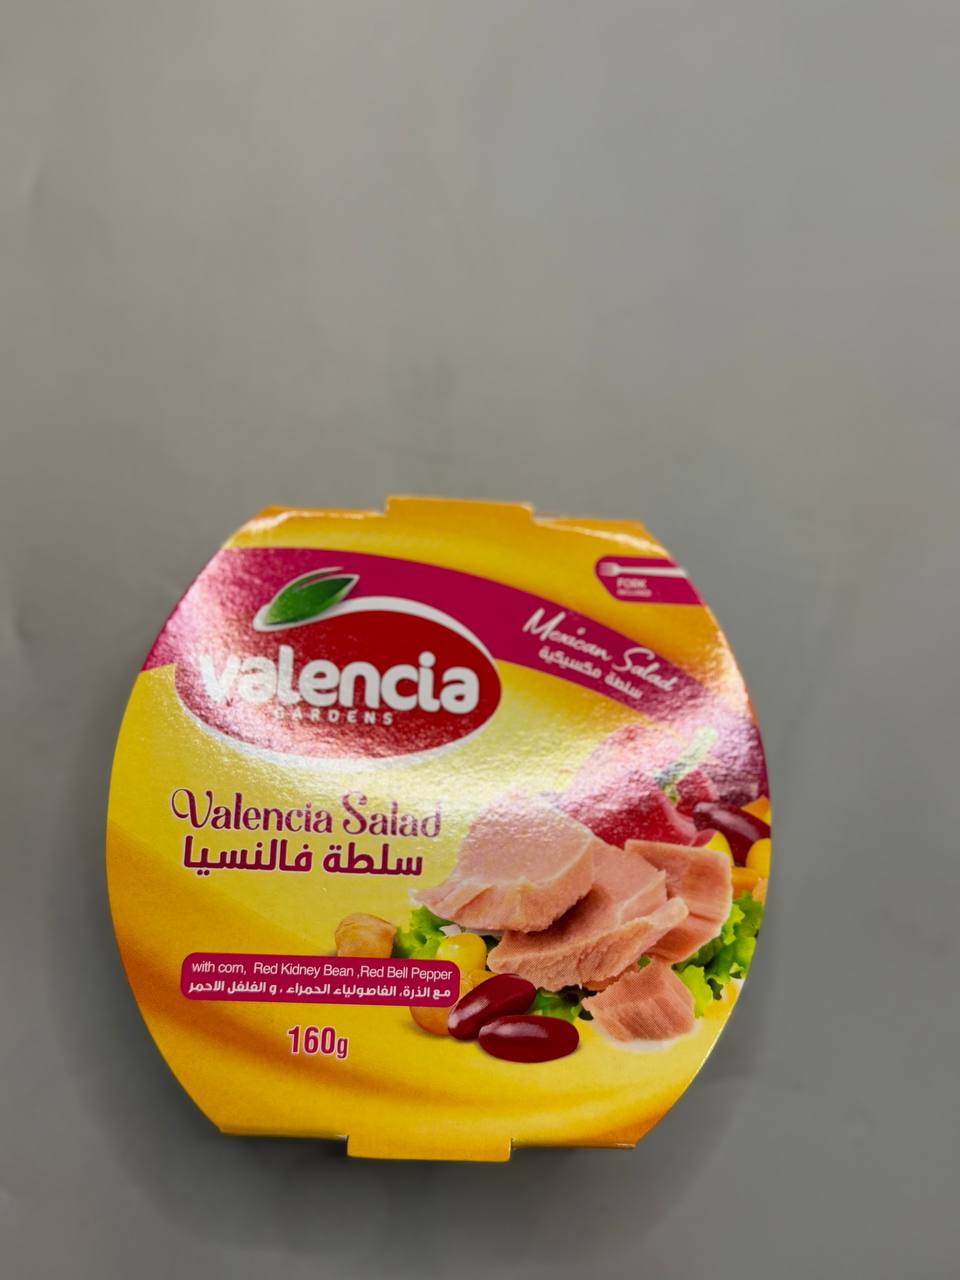 FORK
INCLUDED
Mexican Salad
سلطة مكسيكية
valencia
GARDENS
Valencia Salad
سلطة فالنسيا
with corn, Red Kidney Bean ,Red Bell Pepper
مع الذرة، الفاصولياء الحمراء ، و الفلفل الاحمر
160g